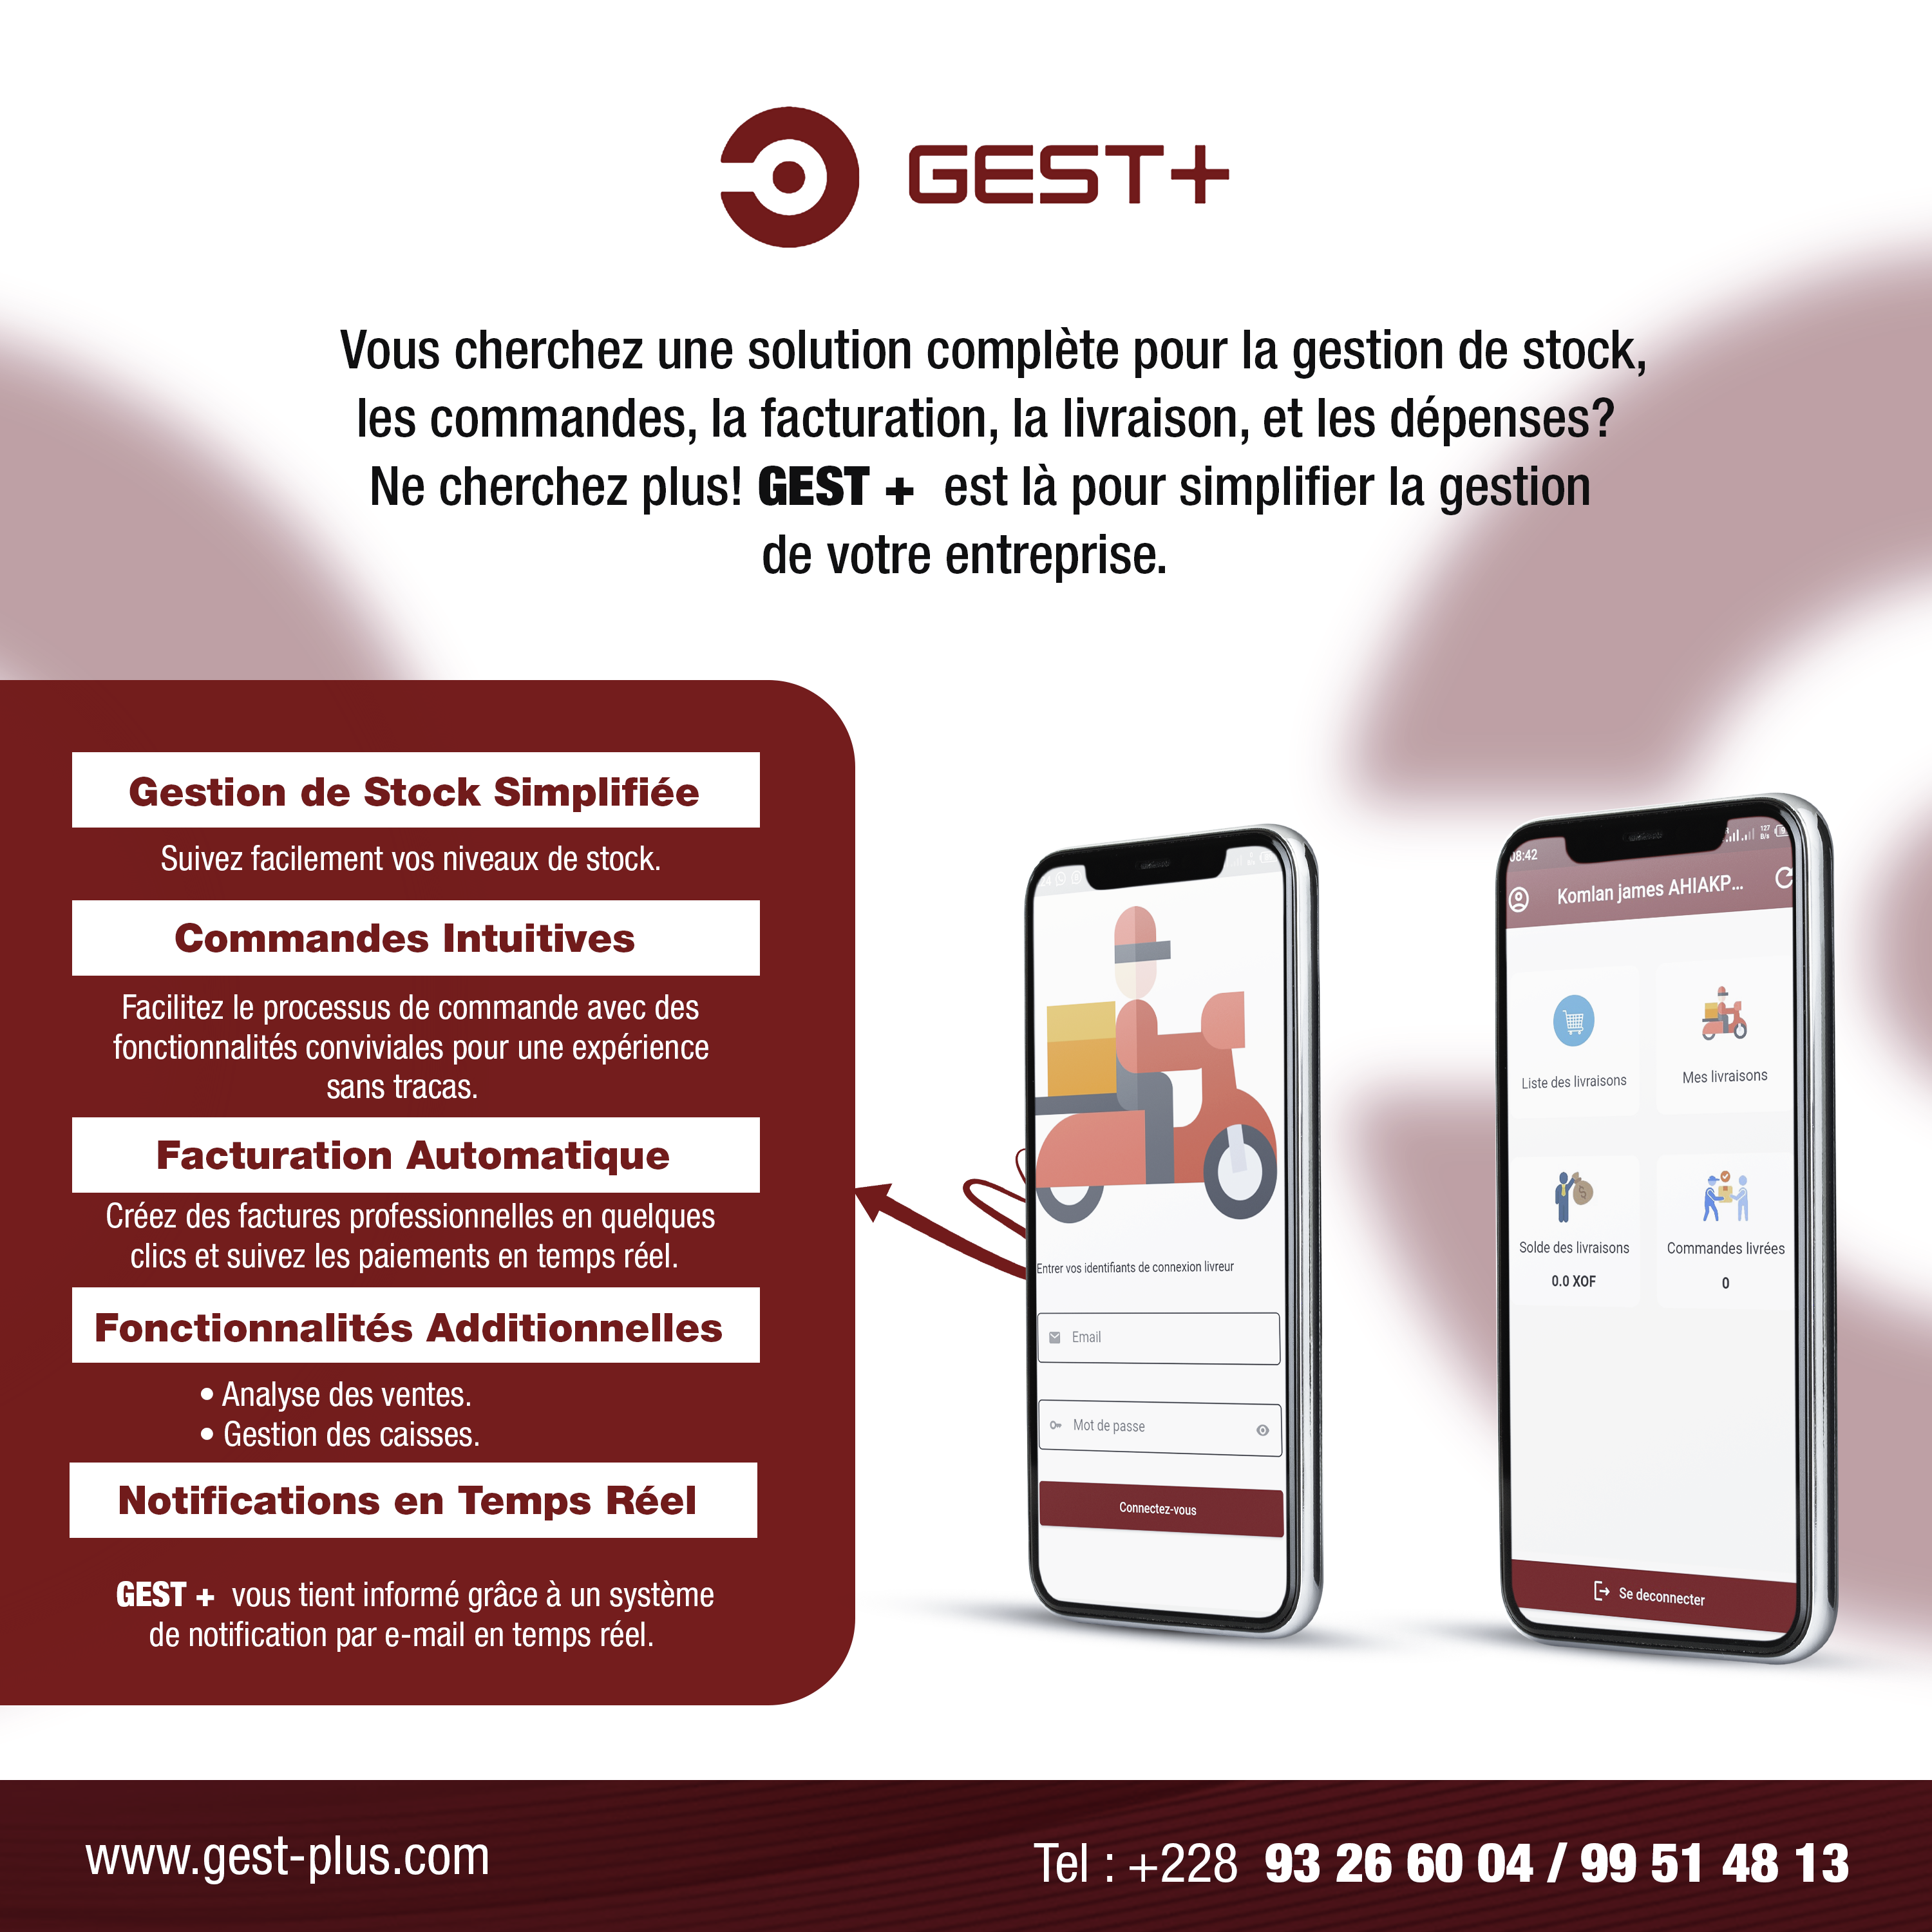 GEST+
Vous cherchez une solution complète pour la gestion de stock,
les commandes, la facturation, la livraison, et les dépenses?
Ne cherchez plus! GEST + est là pour simplifier la gestion
de votre entreprise.
Gestion de Stock Simplifiée
Suivez facilement vos niveaux de stock.
Commandes Intuitives
Facilitez le processus de commande avec des
fonctionnalités conviviales pour une expérience
sans tracas.
Facturation Automatique
Créez des factures professionnelles en quelques
clics et suivez les paiements en temps réel.
Fonctionnalités Additionnelles
• Analyse des ventes.
• Gestion des caisses.
Notifications en Temps Réel
GEST + vous tient informé grâce à un système
de notification par e-mail en temps réel.
Entrer vos identifiants de connexion livreur
Email
Mot de passe
Connectez-vous
08:42
127
B/s
Komlan james AHIAKP...
Liste des livraisons
Mes livraisons
Solde des livraisons
0.0 XOF
Commandes livrées
0
Se deconnecter
www.gest-plus.com
Tel : +228 93 26 60 04 / 99 51 48 13